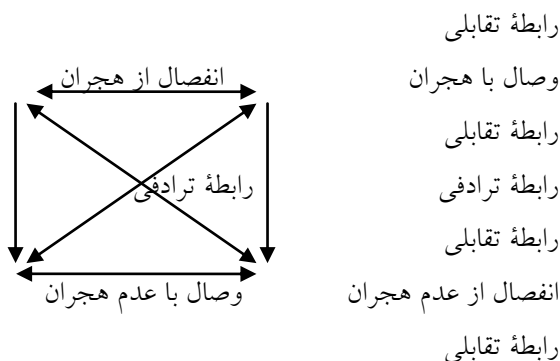 رابطهٔ تقابلی
وصال با هجران انفصال از هجران
رابطهٔ تقابلی
رابطهٔ ترادفی رابطهٔ ترادفی
رابطهٔ تقابلی
انفصال از عدم هجران وصال با عدم هجران
رابطهٔ تقابلی